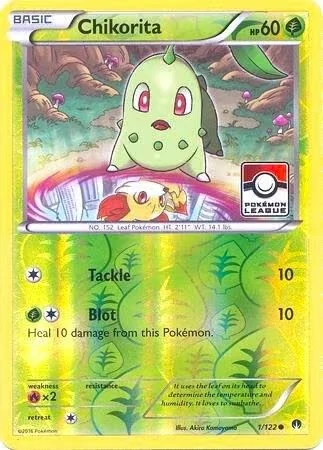 BASIC
Chikorita
HP60
POKÉMON
LEAGUE
NO. 152 Leaf Pokémon HT. 2'11" WT. 14.1 lbs.
Tackle 10
Blot 10
Heal 10 damage from this Pokémon.
weakness
resistance
×2
retreat
It uses the leaf on its head to
determine the temperature and
humidity. It loves to sunbathe.
©2016 Pokémon
Illus. Akira Komayama
1/122